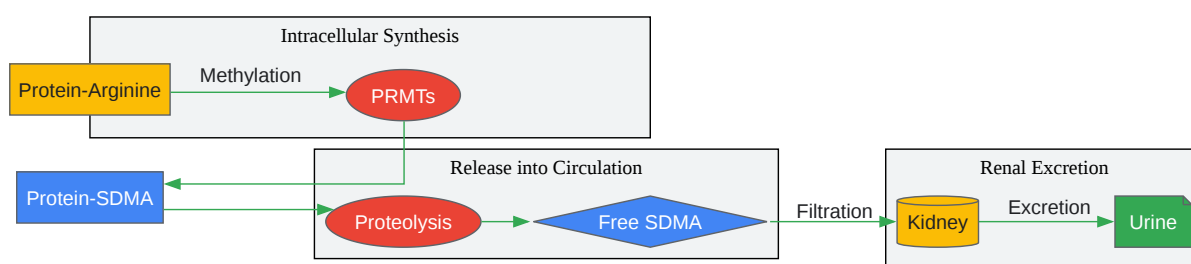 Intracellular Synthesis
Protein-Arginine
Methylation
PRMTs
Protein-SDMA
Release into Circulation
Proteolysis
Free SDMA
Filtration
Renal Excretion
Kidney
Excretion
Urine